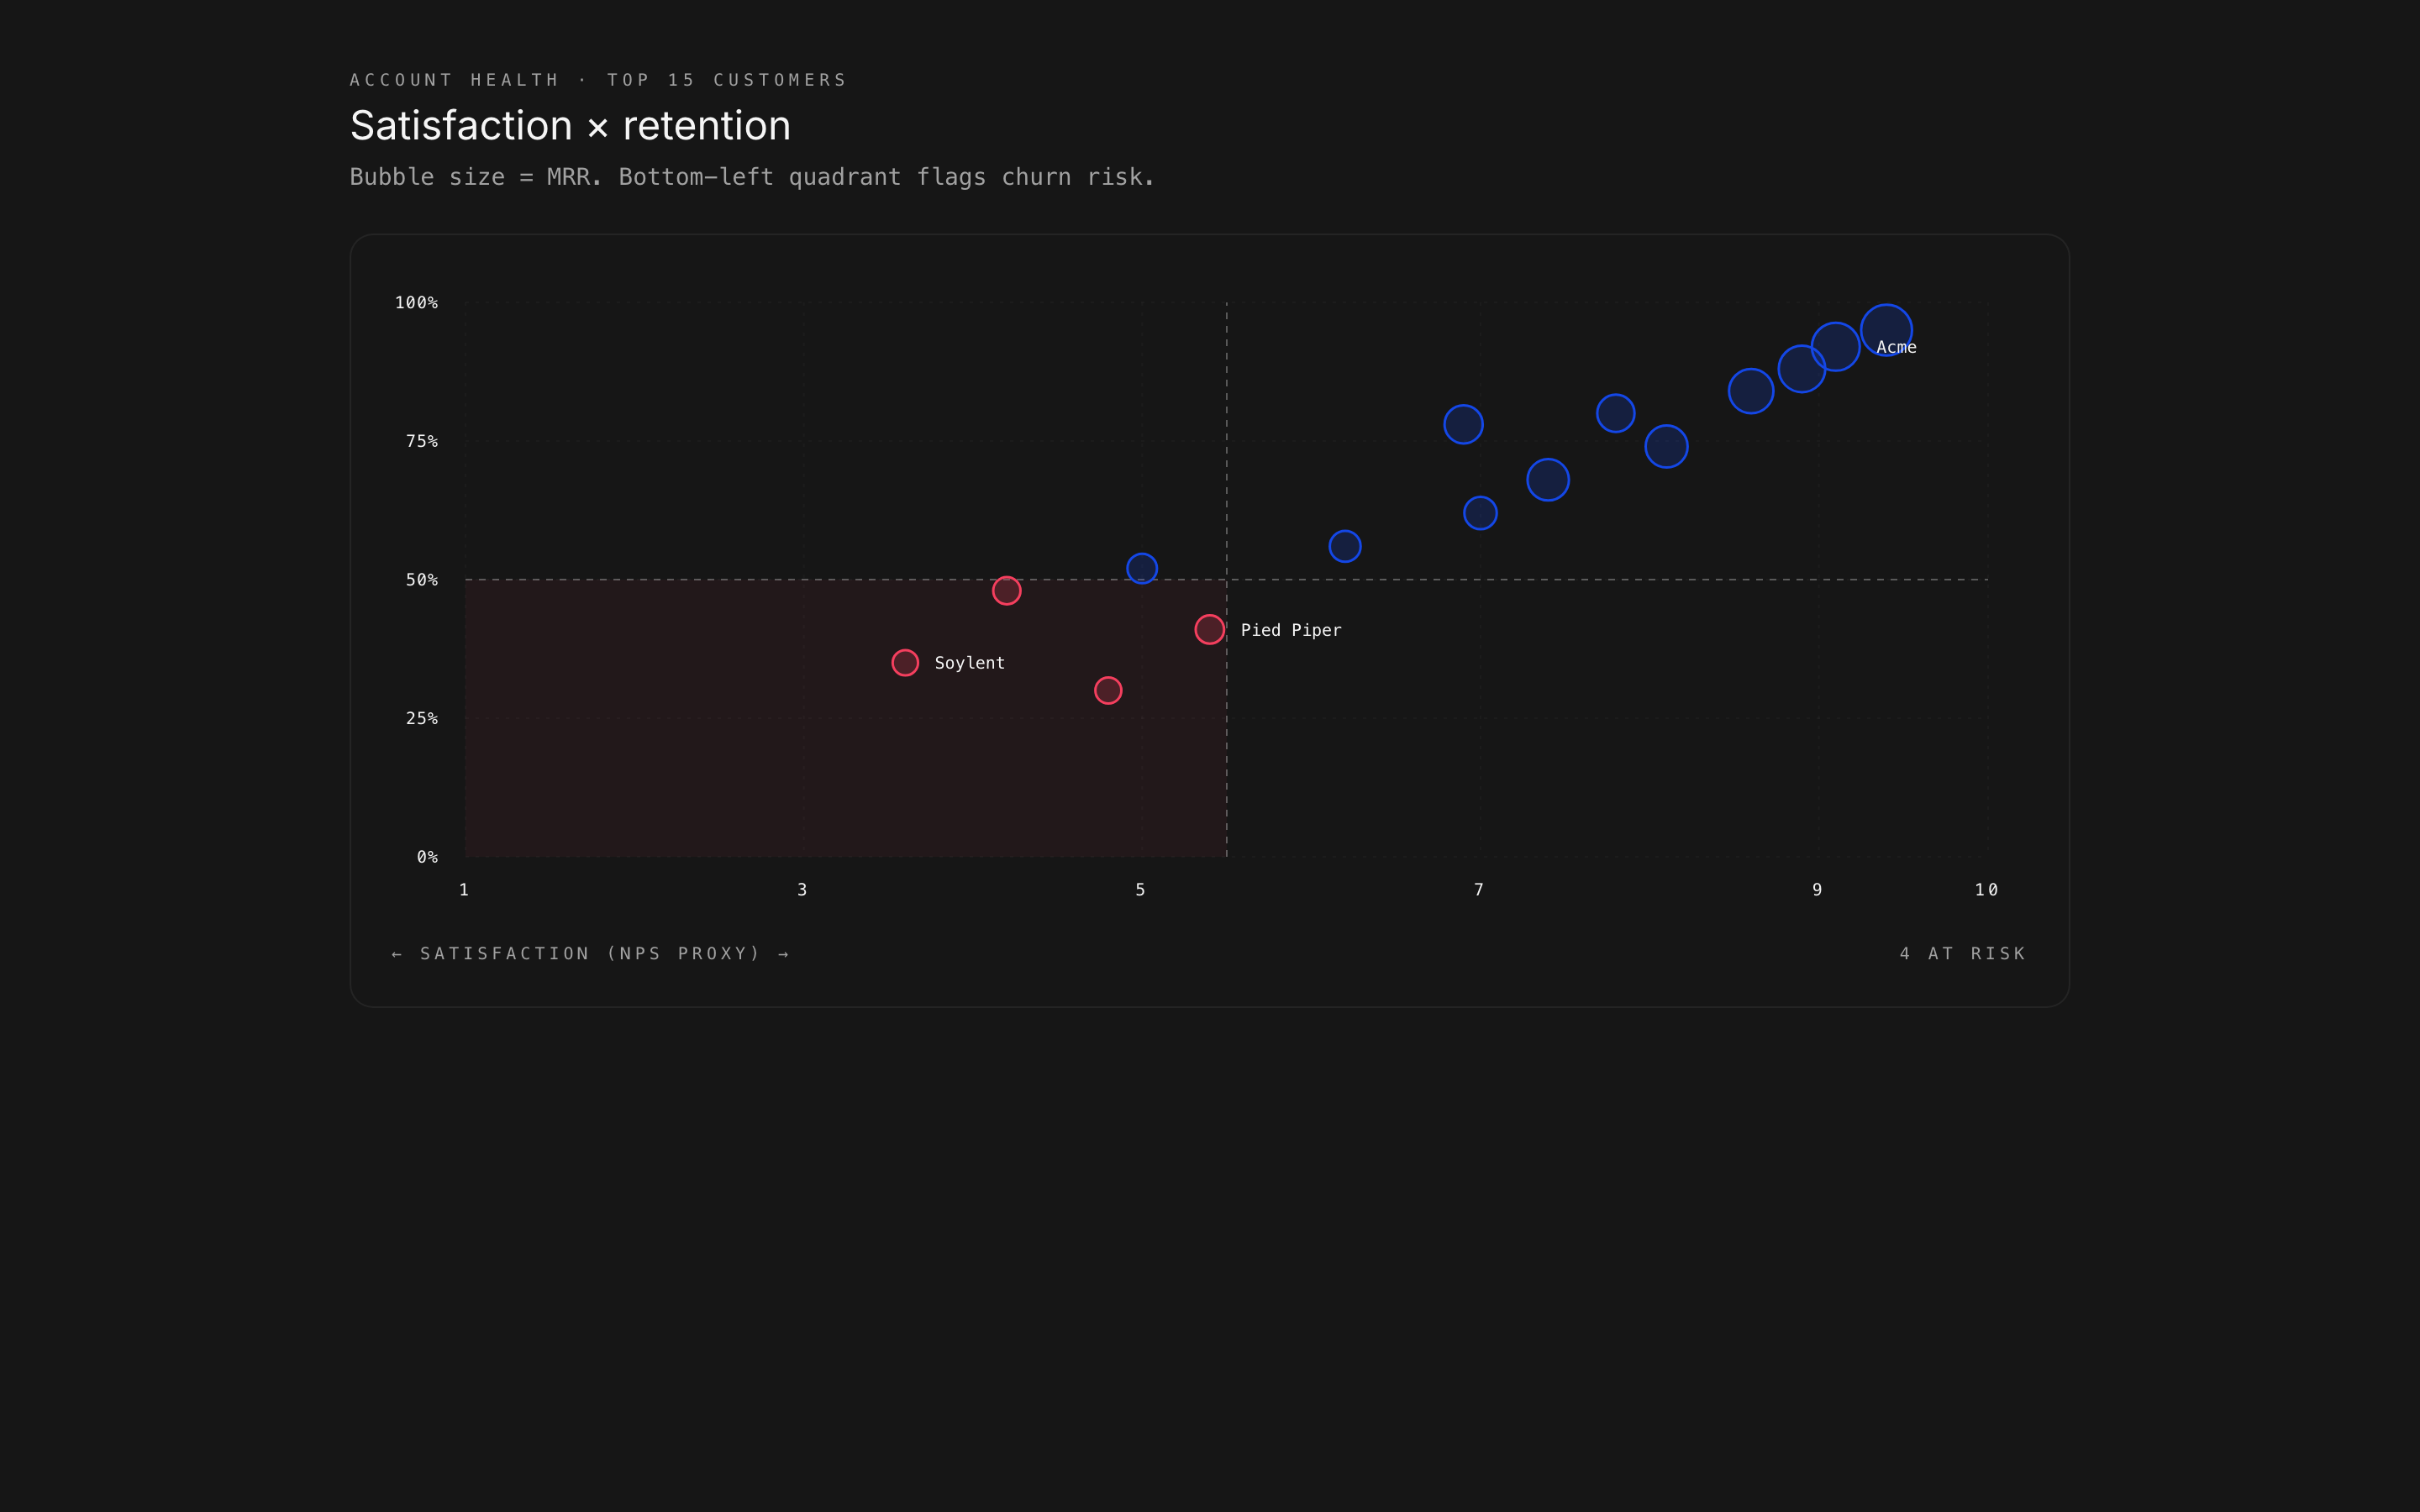 ACCOUNT HEALTH · TOP 15 CUSTOMERS
Satisfaction × retention
Bubble size = MRR. Bottom-left quadrant flags churn risk.
100%
Acme
75%
50%
Pied Piper
Soylent
25%
0%
1 3 5 7 9 10
← SATISFACTION (NPS PROXY) → 4 AT RISK